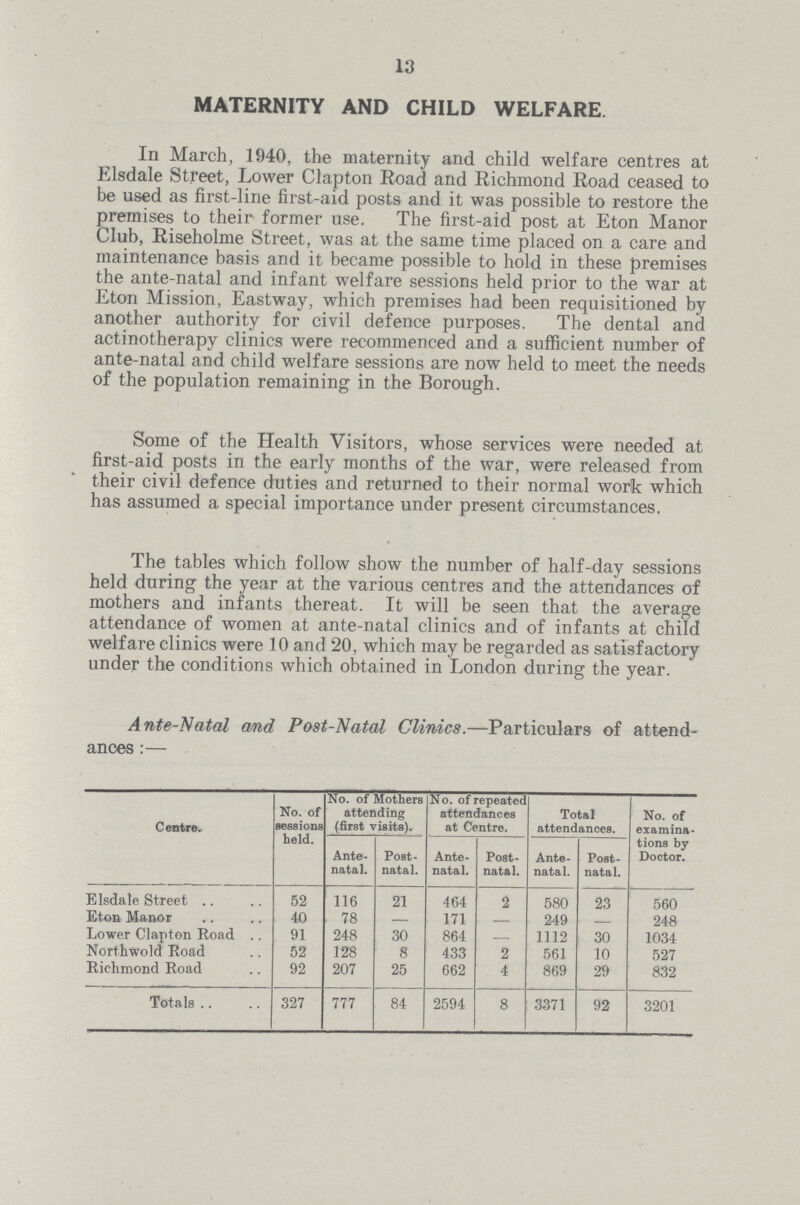 13
MATERNITY AND CHILD WELFARE.
In March, 1940, the maternity and child welfare centres at
Elsdale Street, Lower Clapton Road and Richmond Road ceased to
be used as first-line first-aid posts and it was possible to restore the
premises to their former use. The first-aid post at Eton Manor
Club, Riseholme Street, was at the same time placed on a care and
maintenance basis and it became possible to hold in these premises
the ante-natal and infant welfare sessions held prior to the war at
Eton Mission, Eastway, which premises had been requisitioned by
another authority for civil defence purposes. The dental and
actinotherapy clinics were recommenced and a sufficient number of
ante-natal and child welfare sessions are now held to meet the needs
of the population remaining in the Borough.
Some of the Health Visitors, whose services were needed at
first-aid posts in the early months of the war, were released from
their civil defence duties and returned to their normal work which
has assumed a special importance under present circumstances.
The tables which follow show the number of half-day sessions
held during the year at the various centres and the attendances of
mothers and infants thereat. It will be seen that the average
attendance of women at ante-natal clinics and of infants at child
welfare clinics were 10 and 20, which may be regarded as satisfactory
under the conditions which obtained in London during the year.
Ante-Natal and Post-Natal Clinics.—Particulars of attend-
ances :—
Centre. No. of sessions held. No. of Mothers attending (first visits). No. of repeated attendances at Centre. Total attendances. No. of examina-tions by Doctor.
Ante-natal. Post-natal. Ante-natal. Post-natal. Ante-natal. Post-natal.
Elsdale Street .. .. 52 116 21 464 2 580 23 560
Eton Manor .. .. 40 78 — 171 — 249 — 248
Lower Clapton Road .. 91 248 30 864 — 1112 30 1034
Northwold Road .. 52 128 8 433 2 561 10 527
Richmond Road .. 92 207 25 662 4 869 29 832
Totals .. .. 327 777 84 2594 8 3371 92 3201